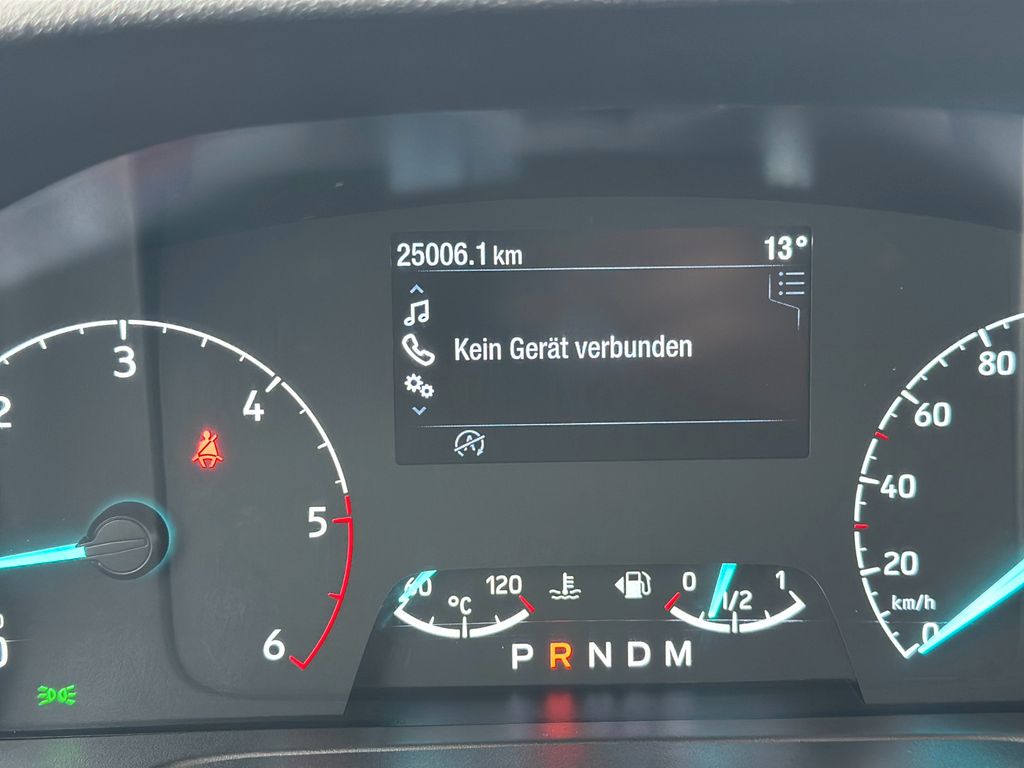 25006.1 km 13°
Kein Gerät verbunden
A
2 3 4 5 6
80 60 40 20 0
km/h
60 120
°C
0 1/2 1
P R N D M